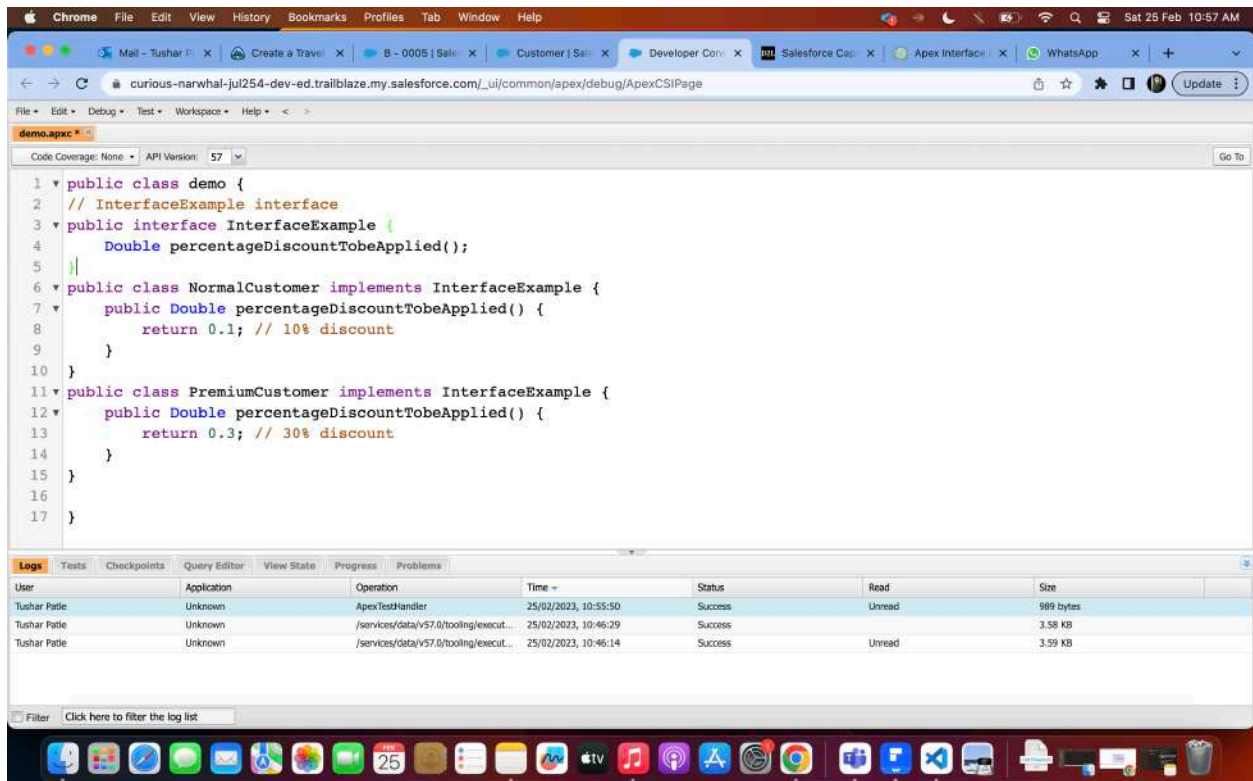 Chrome File Edit View History Bookmarks Profiles Tab Window Help Sat 25 Feb 10:57 AM
Mail - Tushar P Create a Travel B - 0005 | Sale Customer | Sal Developer Con Salesforce Cap Apex Interface WhatsApp
curious-narwhal-jul254-dev-ed.trailblaze.my.salesforce.com/_ui/common/apex/debug/ApexCSIPage Update
File Edit Debug Test Workspace Help < >
demo.apxc *
Code Coverage: None API Version: 57 Go To
1 public class demo {
2 // InterfaceExample interface
3 public interface InterfaceExample {
4 Double percentageDiscountTobeApplied();
5 }
6 public class NormalCustomer implements InterfaceExample {
7 public Double percentageDiscountTobeApplied() {
8 return 0.1; // 10% discount
9 }
10 }
11 public class PremiumCustomer implements InterfaceExample {
12 public Double percentageDiscountTobeApplied() {
13 return 0.3; // 30% discount
14 }
15 }
16
17 }
Logs Tests Checkpoints Query Editor View State Progress Problems
User Application Operation Time Status Read Size
Tushar Patle Unknown ApexTestHandler 25/02/2023, 10:55:50 Success Unread 989 bytes
Tushar Patle Unknown /services/data/v57.0/tooling/execut... 25/02/2023, 10:46:29 Success 3.58 KB
Tushar Patle Unknown /services/data/v57.0/tooling/execut... 25/02/2023, 10:46:14 Success Unread 3.59 KB
Filter Click here to filter the log list
FEB
25
tv